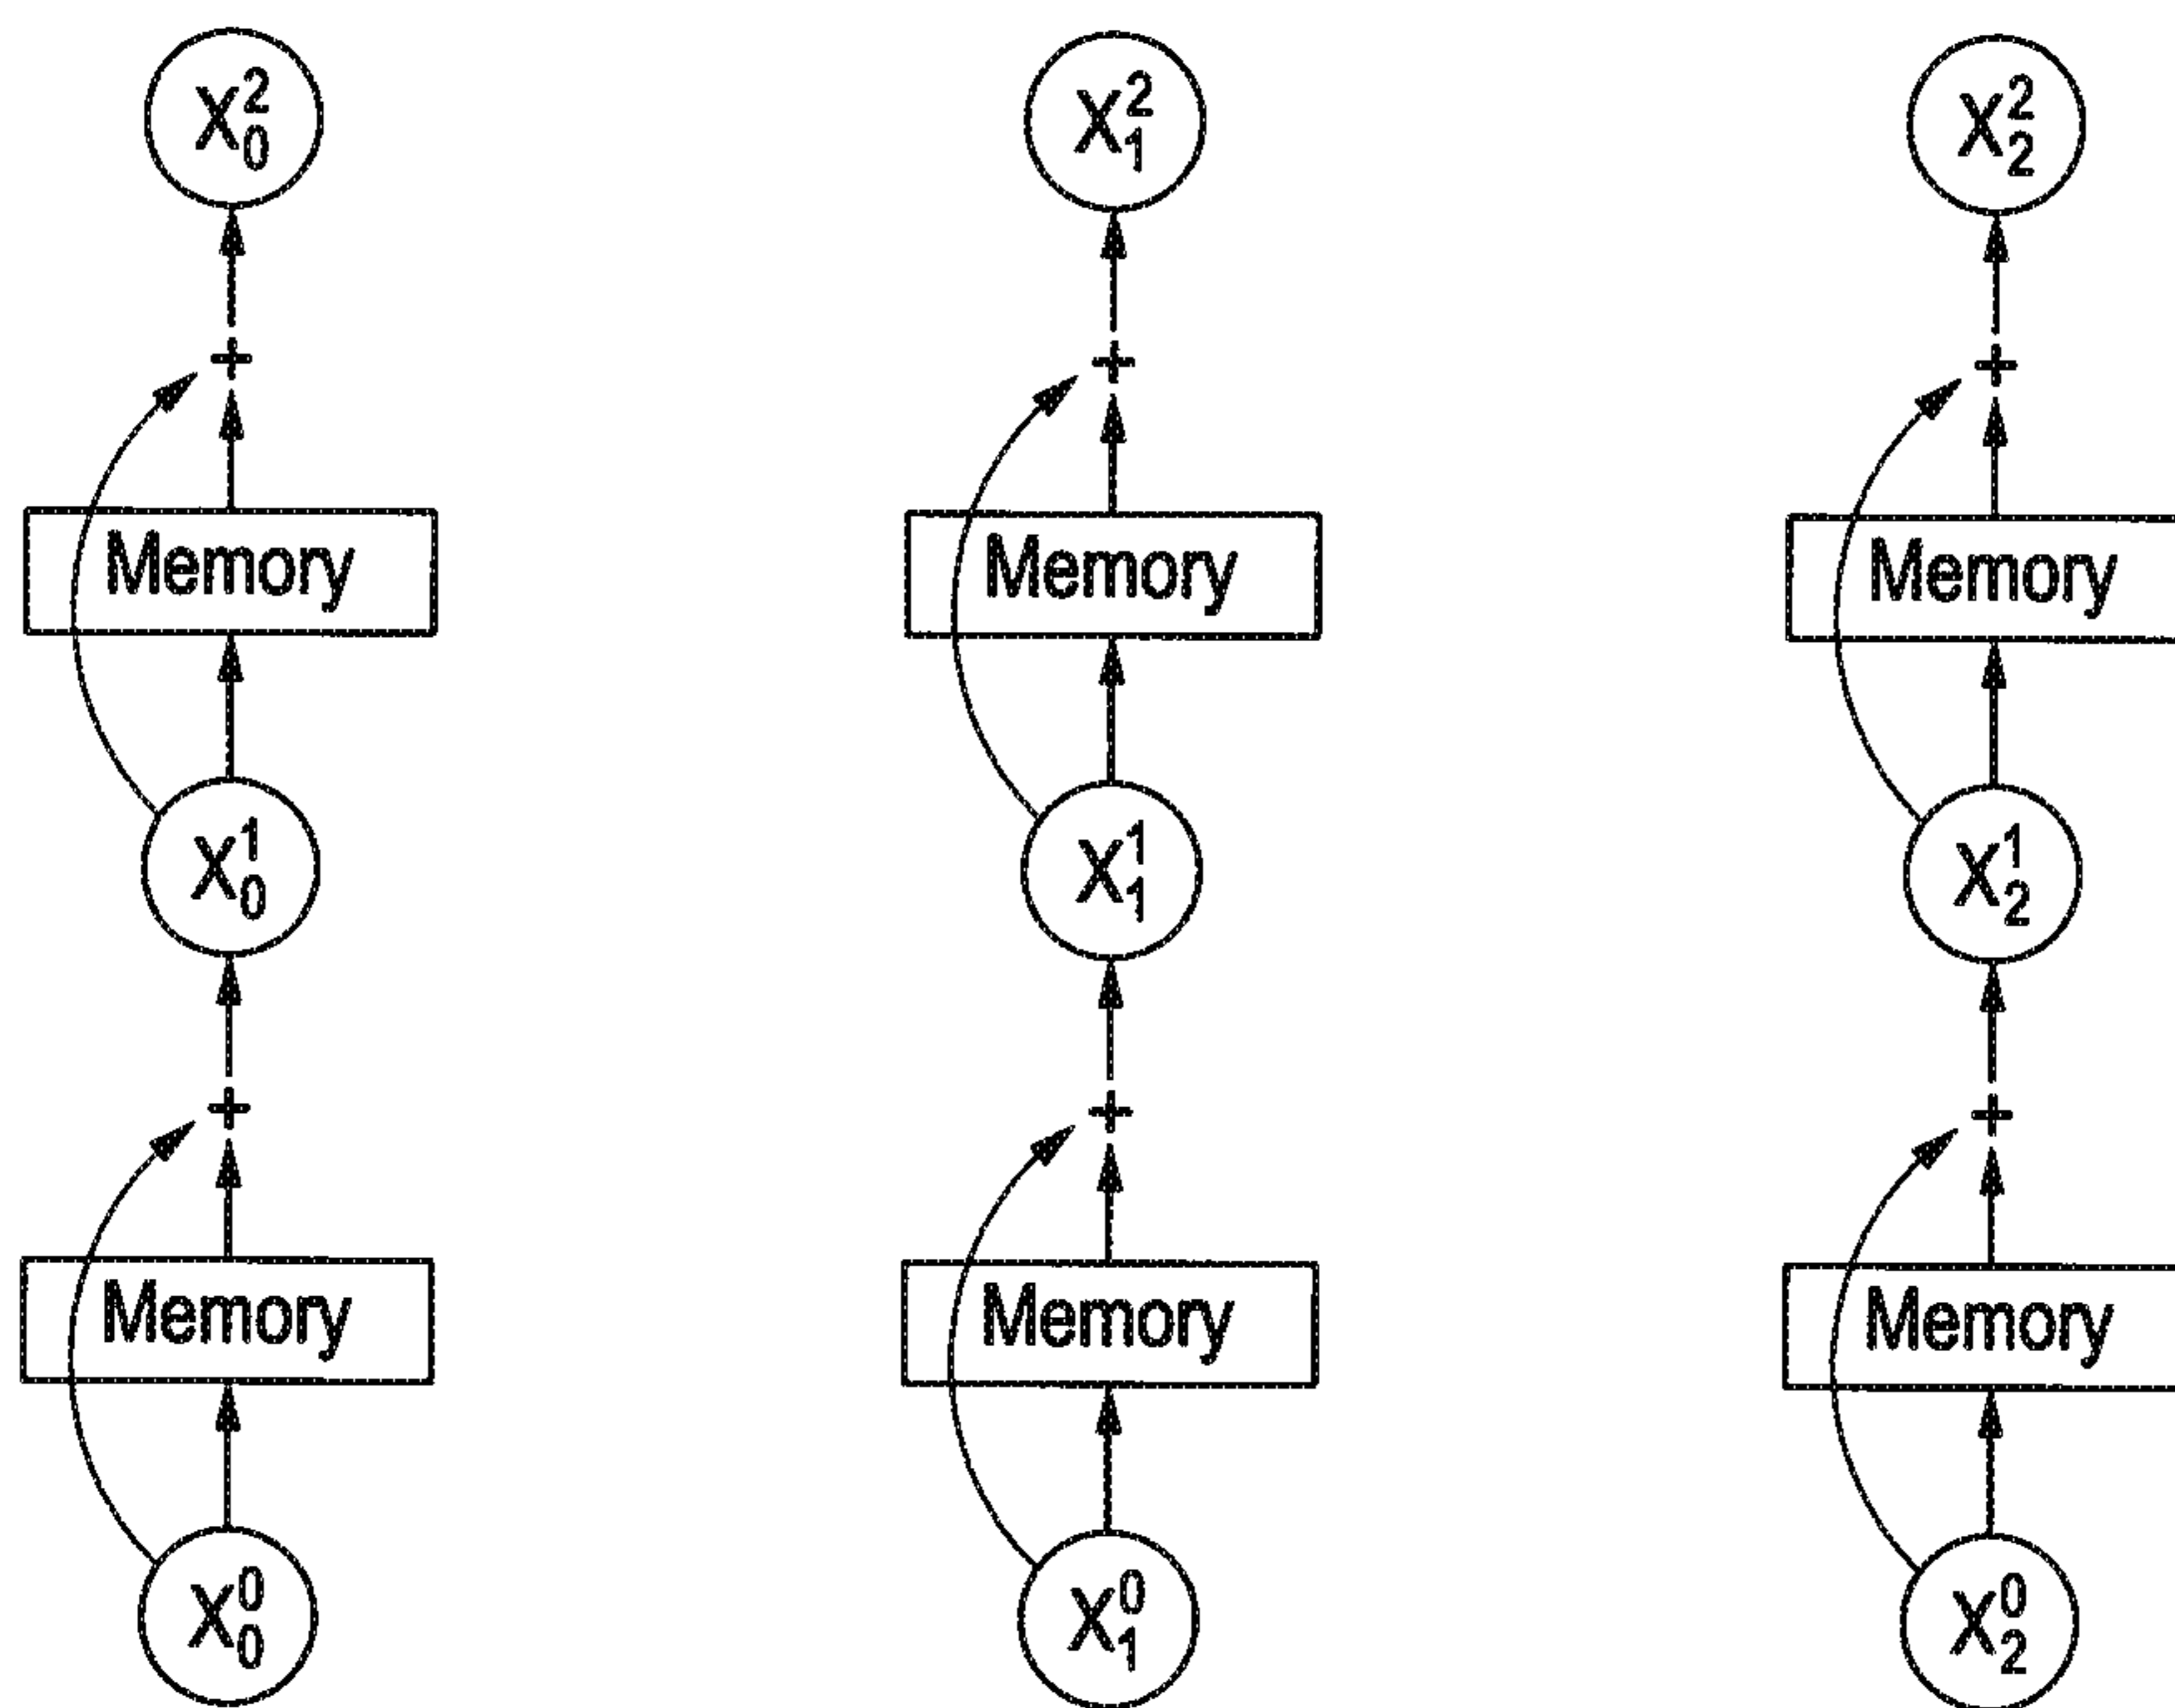 X₀² X₁² X₂²
+ + +
Memory Memory Memory
X₀¹ X₁¹ X₂¹
+ + +
Memory Memory Memory
X₀⁰ X₁⁰ X₂⁰